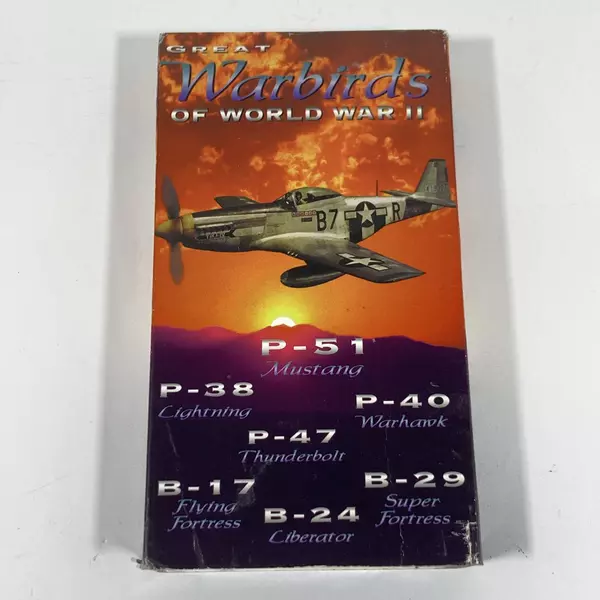 GREAT
Warbirds
OF WORLD WAR II
B7
R
P-51
Mustang
P-38
Lightning
P-40
Warhawk
P-47
Thunderbolt
B-17
Flying
Fortress
B-29
Super
Fortress
B-24
Liberator